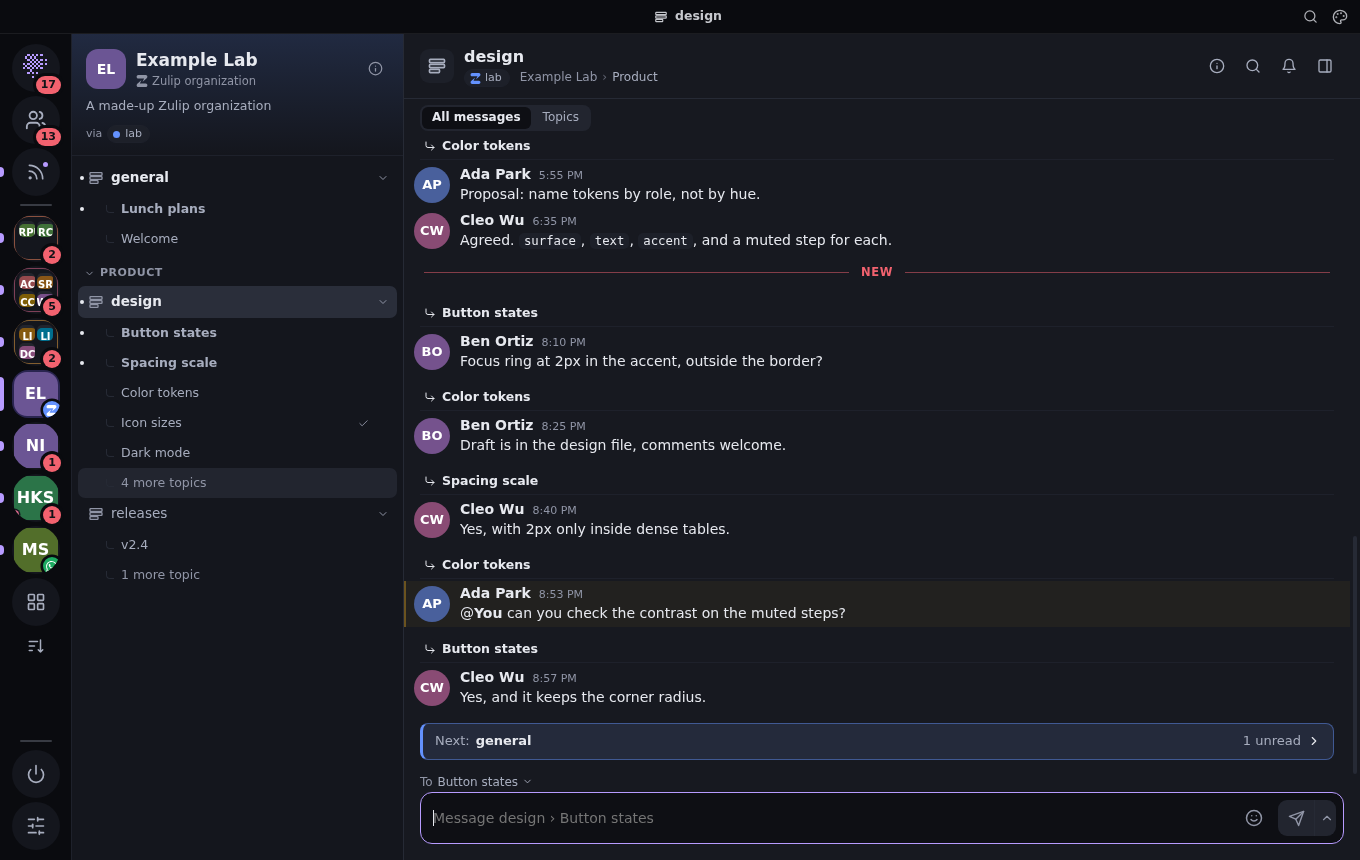 design
17
13
RP RC
2
AC SR
CC
5
LI LI
DC
2
EL
NI
1
HKS
1
MS
EL
Example Lab
Zulip organization
A made-up Zulip organization
via lab
general
Lunch plans
Welcome
PRODUCT
design
Button states
Spacing scale
Color tokens
Icon sizes
Dark mode
4 more topics
releases
v2.4
1 more topic
design
lab Example Lab › Product
All messages Topics
Color tokens
AP
Ada Park 5:55 PM
Proposal: name tokens by role, not by hue.
CW
Cleo Wu 6:35 PM
Agreed. surface, text, accent, and a muted step for each.
NEW
Button states
BO
Ben Ortiz 8:10 PM
Focus ring at 2px in the accent, outside the border?
Color tokens
BO
Ben Ortiz 8:25 PM
Draft is in the design file, comments welcome.
Spacing scale
CW
Cleo Wu 8:40 PM
Yes, with 2px only inside dense tables.
Color tokens
AP
Ada Park 8:53 PM
@You can you check the contrast on the muted steps?
Button states
CW
Cleo Wu 8:57 PM
Yes, and it keeps the corner radius.
Next: general 1 unread
To Button states
Message design › Button states